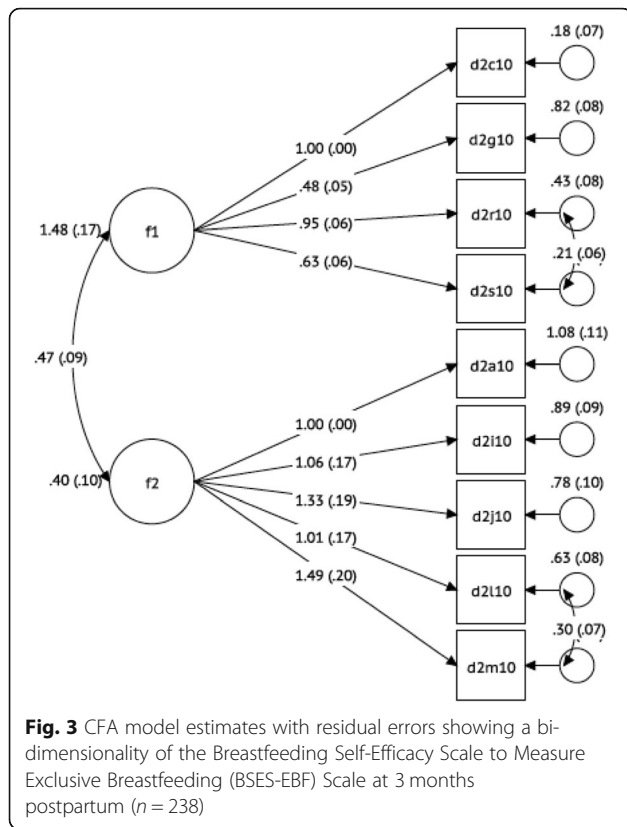 .18 (.07)
d2c10
.82 (.08)
d2g10
1.00 (.00)
.48 (.05)
.43 (.08)
1.48 (.17)
f1
.95 (.06)
d2r10
.63 (.06)
.21 (.06)
d2s10
1.08 (.11)
.47 (.09)
d2a10
1.00 (.00)
.89 (.09)
1.06 (.17)
d2i10
.40 (.10)
f2
.78 (.10)
1.33 (.19)
d2j10
1.01 (.17)
.63 (.08)
1.49 (.20)
d2l10
.30 (.07)
d2m10
Fig. 3 CFA model estimates with residual errors showing a bi-
dimensionality of the Breastfeeding Self-Efficacy Scale to Measure
Exclusive Breastfeeding (BSES-EBF) Scale at 3 months
postpartum (n = 238)